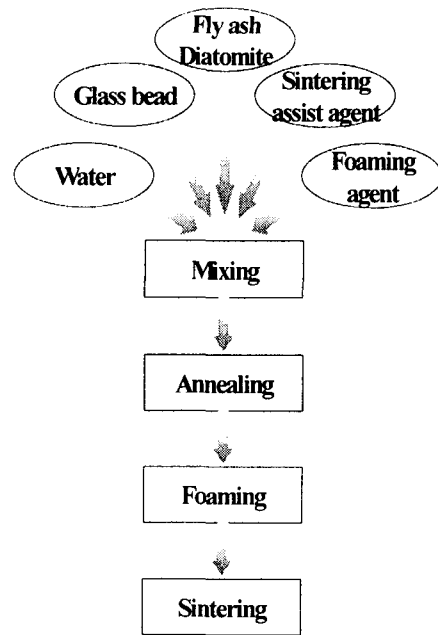 Fly ash
Diatomite
Glass bead
Sintering
assist agent
Water
Foaming
agent
Mixing
Annealing
Foaming
Sintering